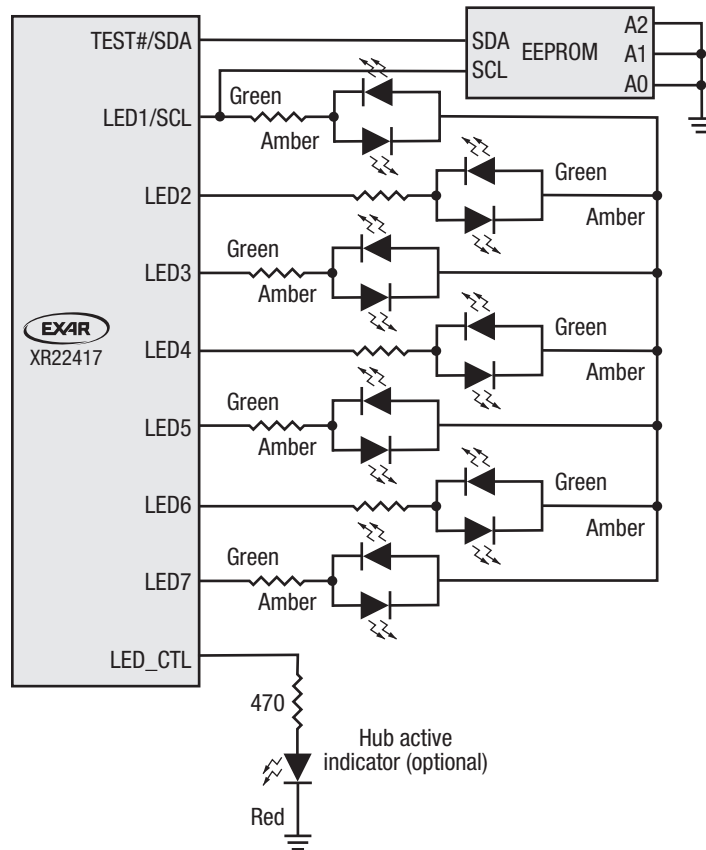 A2
TEST#/SDA
SDA
EEPROM
A1
SCL
A0
Green
LED1/SCL
Amber
Green
LED2
Amber
Green
LED3
Amber
EXAR
XR22417
Green
LED4
Amber
Green
LED5
Amber
Green
LED6
Amber
Green
LED7
Amber
LED_CTL
470
Hub active
indicator (optional)
Red